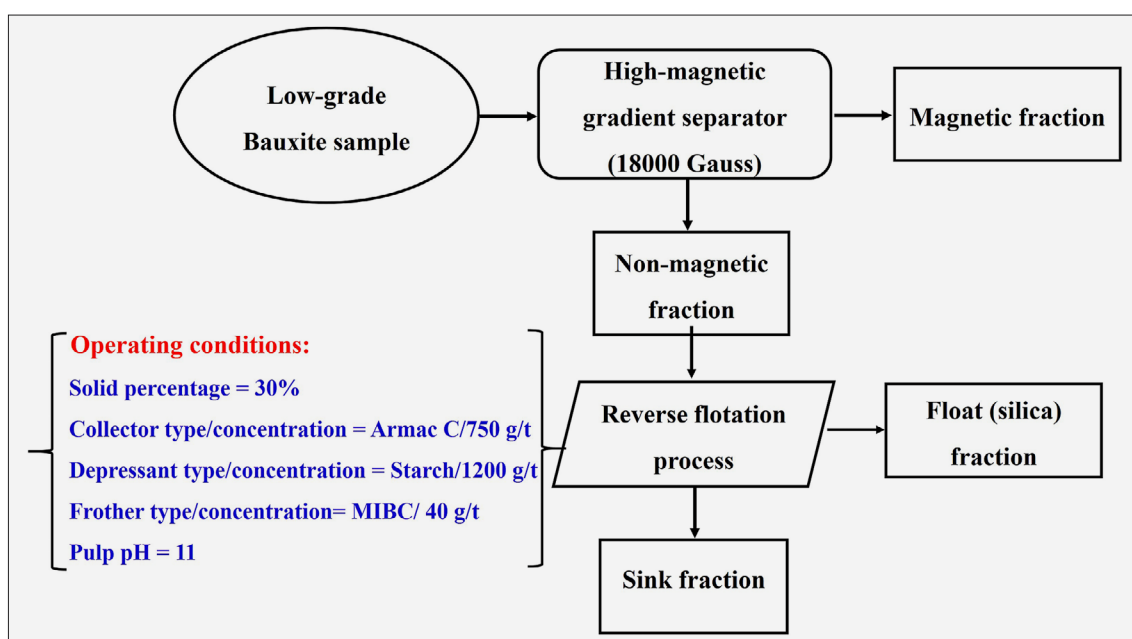 Low-grade
Bauxite sample
High-magnetic
gradient separator
(18000 Gauss)
Magnetic fraction
Non-magnetic
fraction
Operating conditions:
Solid percentage = 30%
Collector type/concentration = Armac C/750 g/t
Depressant type/concentration = Starch/1200 g/t
Frother type/concentration= MIBC/ 40 g/t
Pulp pH = 11
Reverse flotation
process
Float (silica)
fraction
Sink fraction